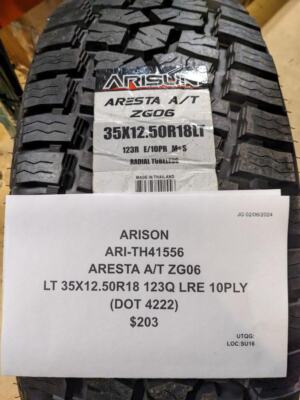 ARISUN
ARESTA A/T
ZG06
35X12.50R18LT
123R E/10PR M+S
RADIAL TUBELESS
MADE IN THAILAND
JG 02/06/2024
ARISON
ARI-TH41556
ARESTA A/T ZG06
LT 35X12.50R18 123Q LRE 10PLY
(DOT 4222)
$203
UTQG:
LOC:SU16